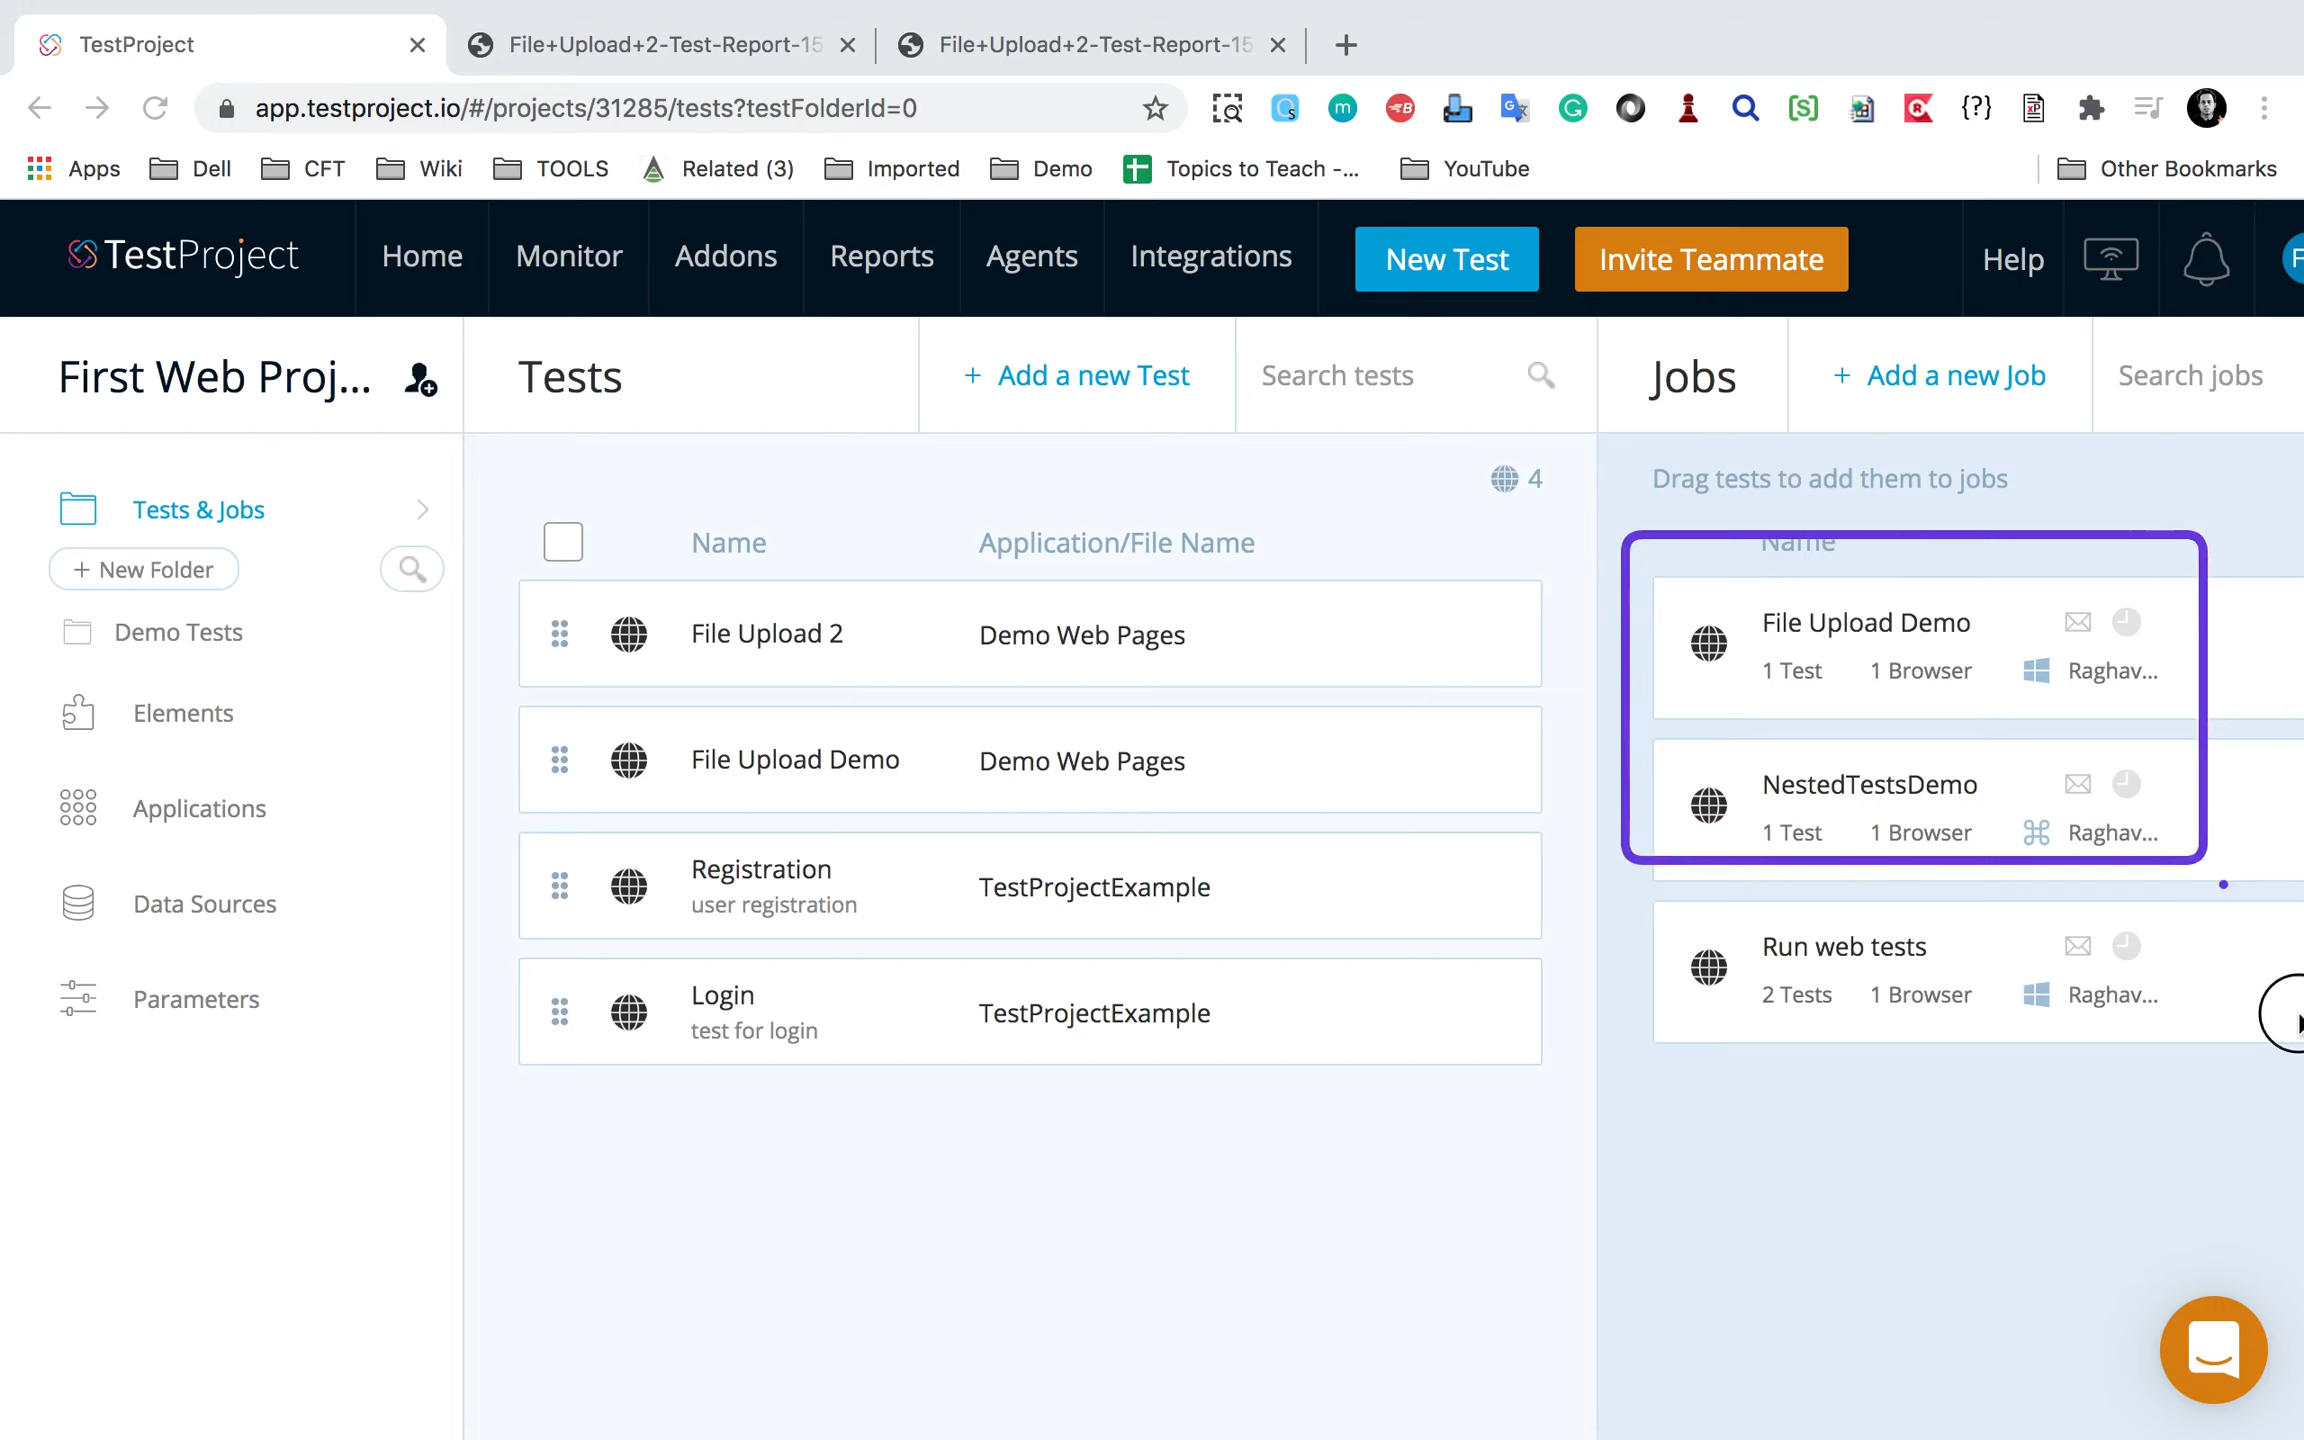 TestProject
File+Upload+2-Test-Report-15
File+Upload+2-Test-Report-15
app.testproject.io/#/projects/31285/tests?testFolderId=0
Apps
Dell
CFT
Wiki
TOOLS
Related (3)
Imported
Demo
Topics to Teach -...
YouTube
Other Bookmarks
TestProject
Home
Monitor
Addons
Reports
Agents
Integrations
New Test
Invite Teammate
Help
F
First Web Proj...
Tests
+ Add a new Test
Search tests
Jobs
+ Add a new Job
Search jobs
Tests & Jobs
+ New Folder
Demo Tests
Elements
Applications
Data Sources
Parameters
4
Name
Application/File Name
File Upload 2
Demo Web Pages
File Upload Demo
Demo Web Pages
Registration
user registration
TestProjectExample
Login
test for login
TestProjectExample
Drag tests to add them to jobs
Name
File Upload Demo
1 Test
1 Browser
Raghav...
NestedTestsDemo
1 Test
1 Browser
Raghav...
Run web tests
2 Tests
1 Browser
Raghav...